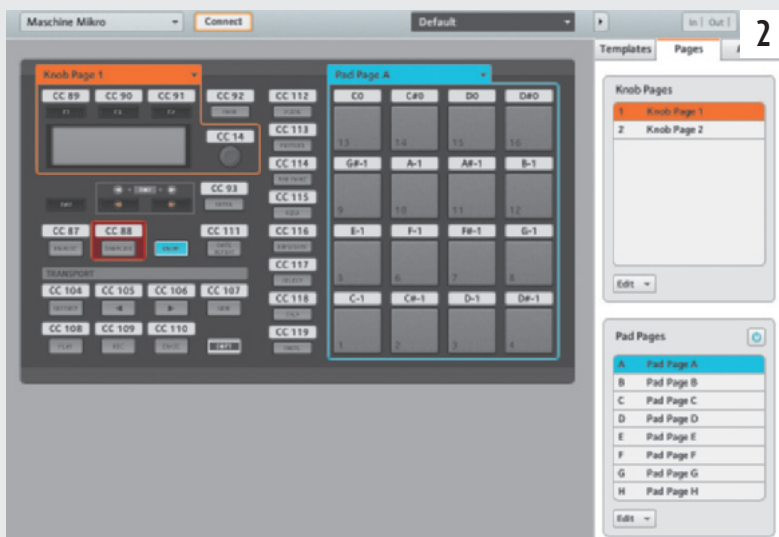 Maschine Mikro Connect Default In | Out | 2
Templates Pages A
Knob Page 1 Pad Page A
CC 89 CC 90 CC 91 CC 92 CC 112 C0 C#0 D0 D#0
F1
13 14 15 16
CC 14 CC 113
CC 114 G#-1 A-1 A#-1 B-1
CC 93 CC 115
9 10 11 12
CC 87 CC 88 CC 111 CC 116 E-1 F-1 F#-1 G-1
CC 117
5 6 7 8
TRANSPORT
CC 104 CC 105 CC 106 CC 107 CC 118 C-1 C#-1 D-1 D#-1
CC 108 CC 109 CC 110 CC 119
PLAY REC SHIFT
1 2 3 4
Knob Pages
1 Knob Page 1
2 Knob Page 2
Edit
Pad Pages
A Pad Page A
B Pad Page B
C Pad Page C
D Pad Page D
E Pad Page E
F Pad Page F
G Pad Page G
H Pad Page H
Edit